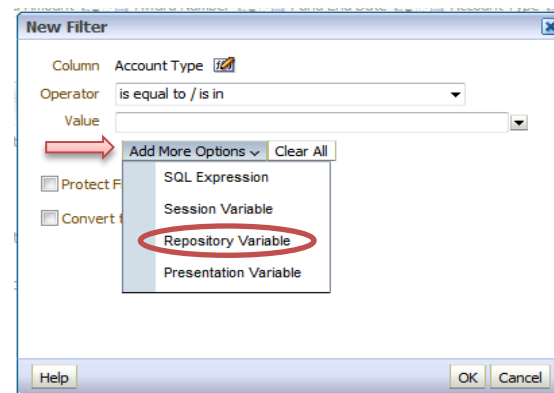 New Filter
Column Account Type
Operator is equal to / is in
Value
Add More Options Clear All
SQL Expression
Protect F
Session Variable
Convert t
Repository Variable
Presentation Variable
Help OK Cancel